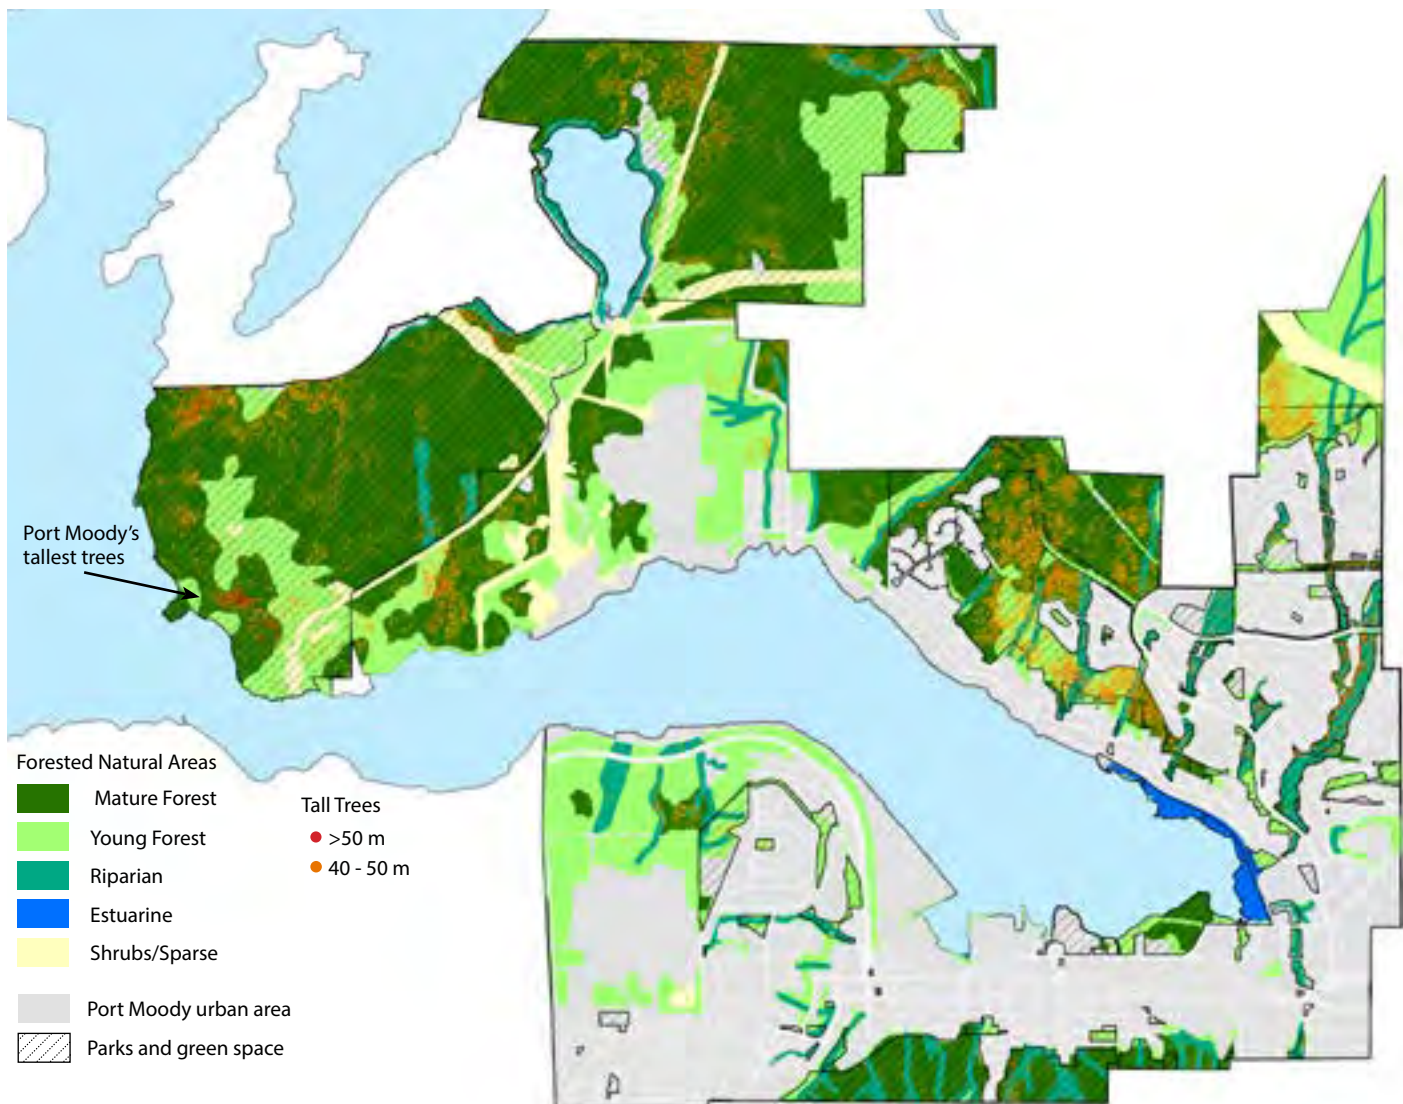 Port Moody's
tallest trees
Forested Natural Areas
Mature Forest
Young Forest
Riparian
Estuarine
Shrubs/Sparse
Port Moody urban area
Parks and green space
Tall Trees
>50 m
40 - 50 m